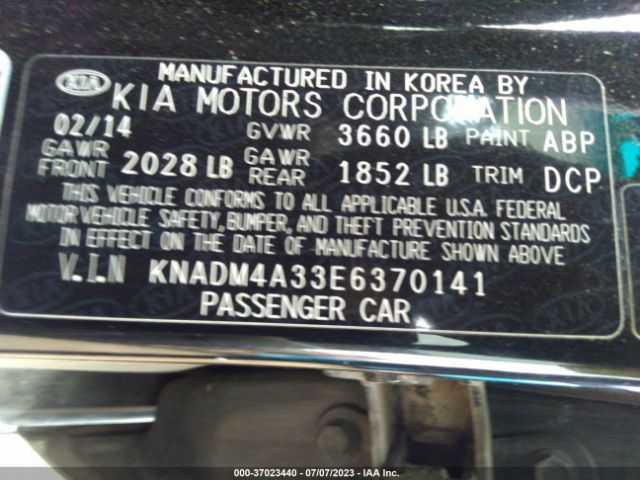 KIA
MANUFACTURED IN KOREA BY
KIA MOTORS CORPORATION
02/14 GVWR 3660 LB PAINT ABP
GAWR FRONT 2028 LB GAWR REAR 1852 LB TRIM DCP
THIS VEHICLE CONFORMS TO ALL APPLICABLE U.S.A. FEDERAL
MOTOR VEHICLE SAFETY, BUMPER, AND THEFT PREVENTION STANDARDS
IN EFFECT ON THE DATE OF MANUFACTURE SHOWN ABOVE
V.I.N KNADM4A33E6370141
PASSENGER CAR
000-37023440 - 07/07/2023 - IAA Inc.